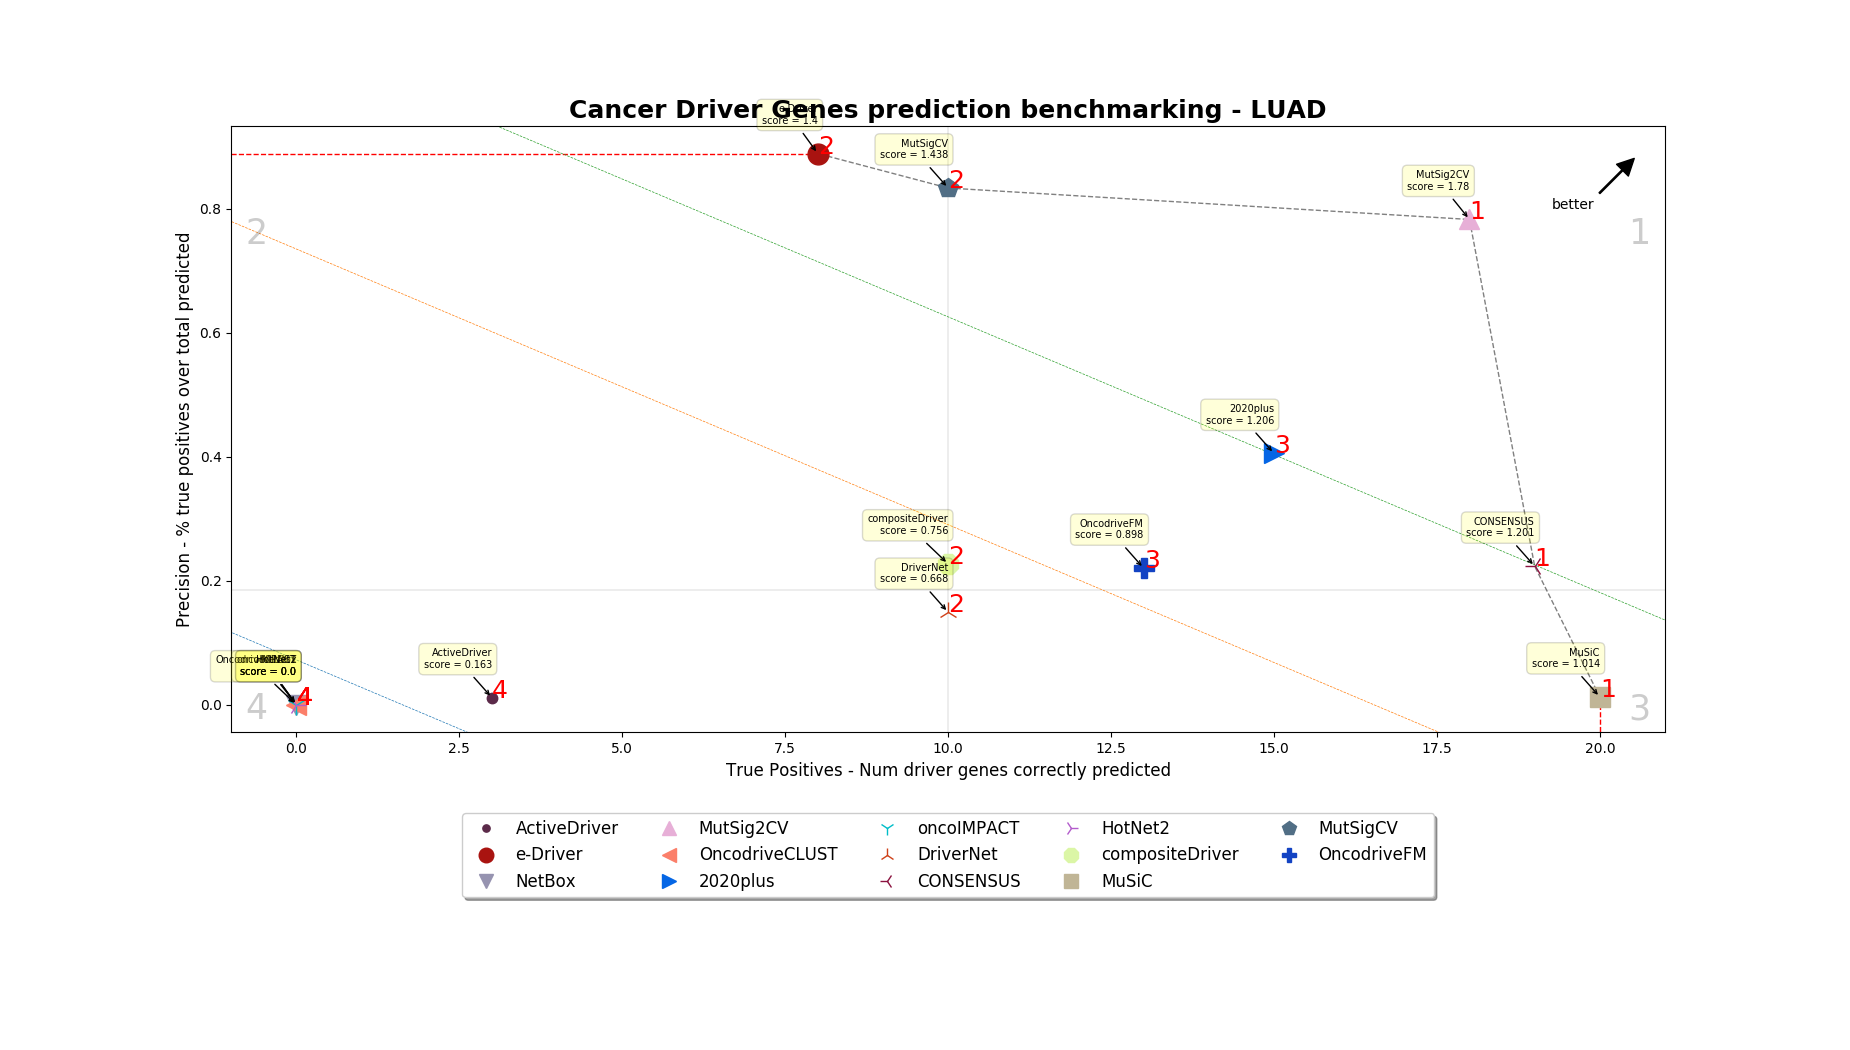 Cancer Driver Genes prediction benchmarking - LUAD
score = 1.4
2
MutSigCV
score = 1.438
2
MutSig2CV
score = 1.78
1
better
2
1
2020plus
score = 1.206
3
compositeDriver
score = 0.756
2
OncodriveFM
score = 0.898
3
CONSENSUS
score = 1.201
1
DriverNet
score = 0.668
2
ActiveDriver
score = 0.163
4
score = 0.0
4
MuSiC
score = 1.014
1
4
3
Precision - % true positives over total predicted
0.8
0.6
0.4
0.2
0.0
0.0 2.5 5.0 7.5 10.0 12.5 15.0 17.5 20.0
True Positives - Num driver genes correctly predicted
ActiveDriver MutSig2CV oncoIMPACT HotNet2 MutSigCV
e-Driver OncodriveCLUST DriverNet compositeDriver OncodriveFM
NetBox 2020plus CONSENSUS MuSiC